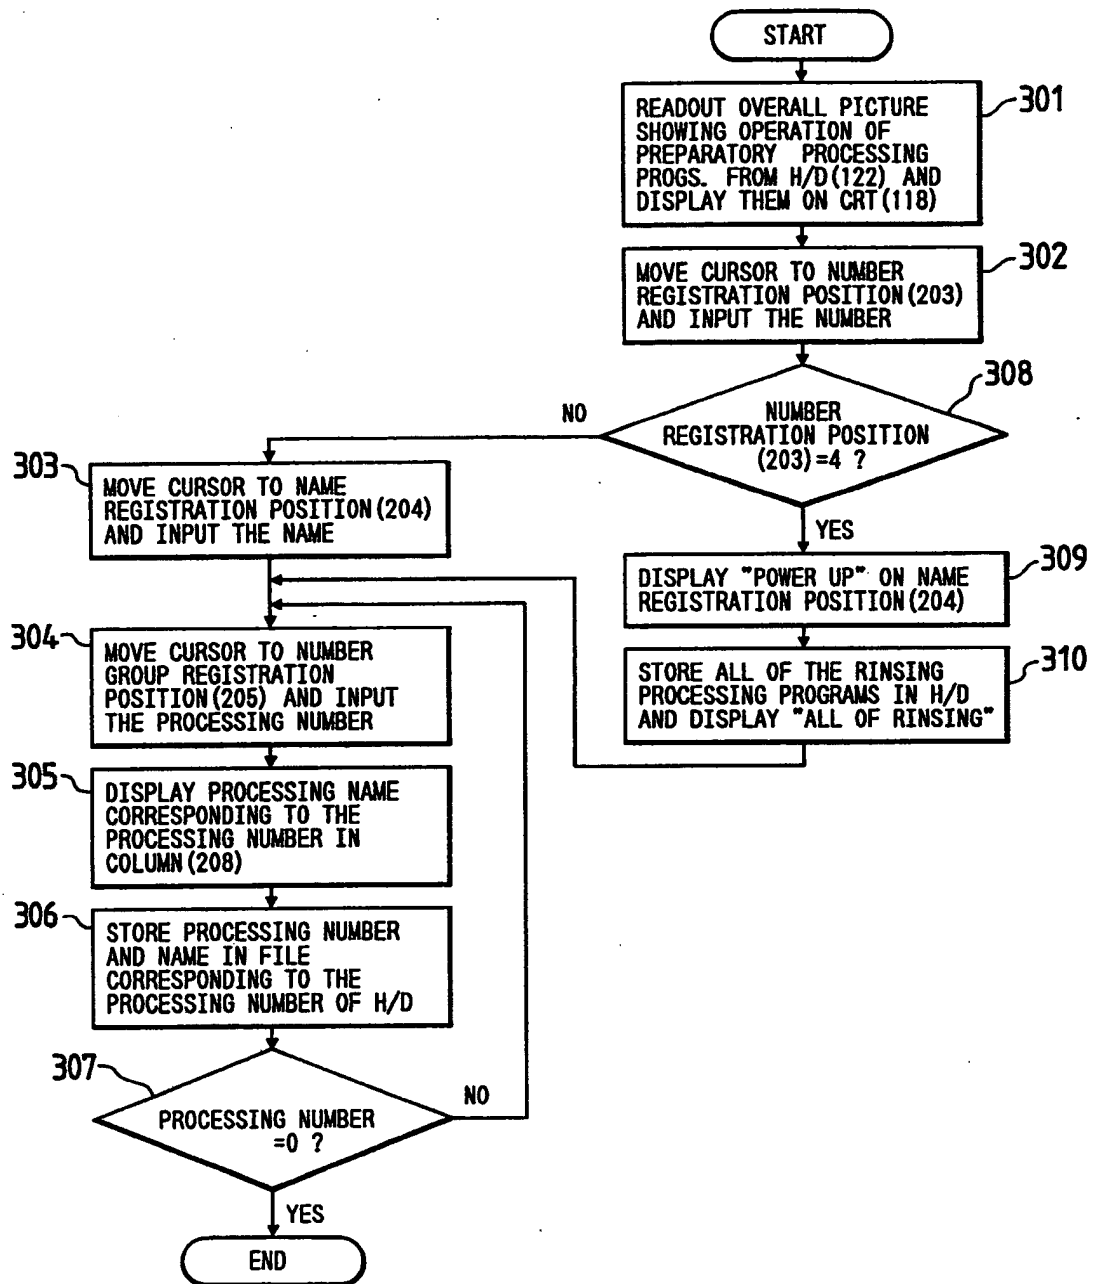 START
301
READOUT OVERALL PICTURE
SHOWING OPERATION OF
PREPARATORY PROCESSING
PROGS. FROM H/D(122) AND
DISPLAY THEM ON CRT(118)
302
MOVE CURSOR TO NUMBER
REGISTRATION POSITION(203)
AND INPUT THE NUMBER
308
NUMBER
REGISTRATION POSITION
(203)=4 ?
NO
YES
303
MOVE CURSOR TO NAME
REGISTRATION POSITION(204)
AND INPUT THE NAME
309
DISPLAY "POWER UP" ON NAME
REGISTRATION POSITION(204)
310
STORE ALL OF THE RINSING
PROCESSING PROGRAMS IN H/D
AND DISPLAY "ALL OF RINSING"
304
MOVE CURSOR TO NUMBER
GROUP REGISTRATION
POSITION(205) AND INPUT
THE PROCESSING NUMBER
305
DISPLAY PROCESSING NAME
CORRESPONDING TO THE
PROCESSING NUMBER IN
COLUMN(208)
306
STORE PROCESSING NUMBER
AND NAME IN FILE
CORRESPONDING TO THE
PROCESSING NUMBER OF H/D
307
PROCESSING NUMBER
=0 ?
NO
YES
END